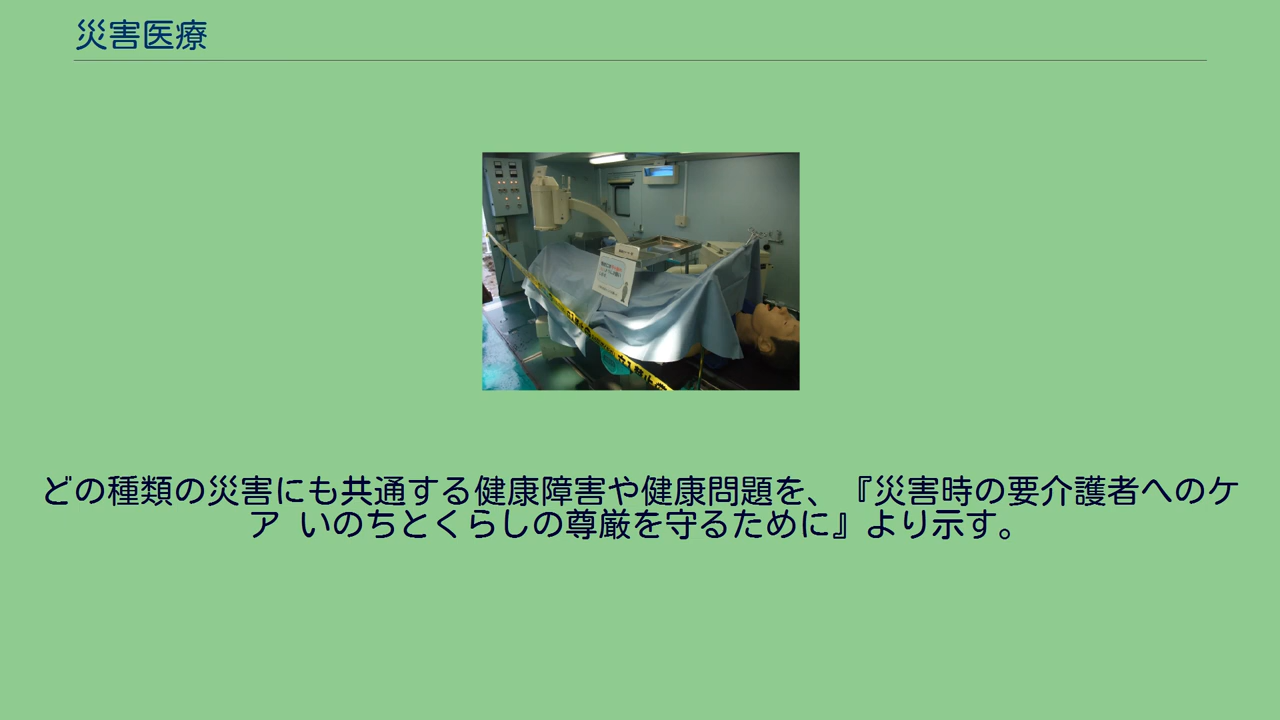 災害医療
どの種類の災害にも共通する健康障害や健康問題を、『災害時の要介護者へのケ
ア いのちとくらしの尊厳を守るために』より示す。